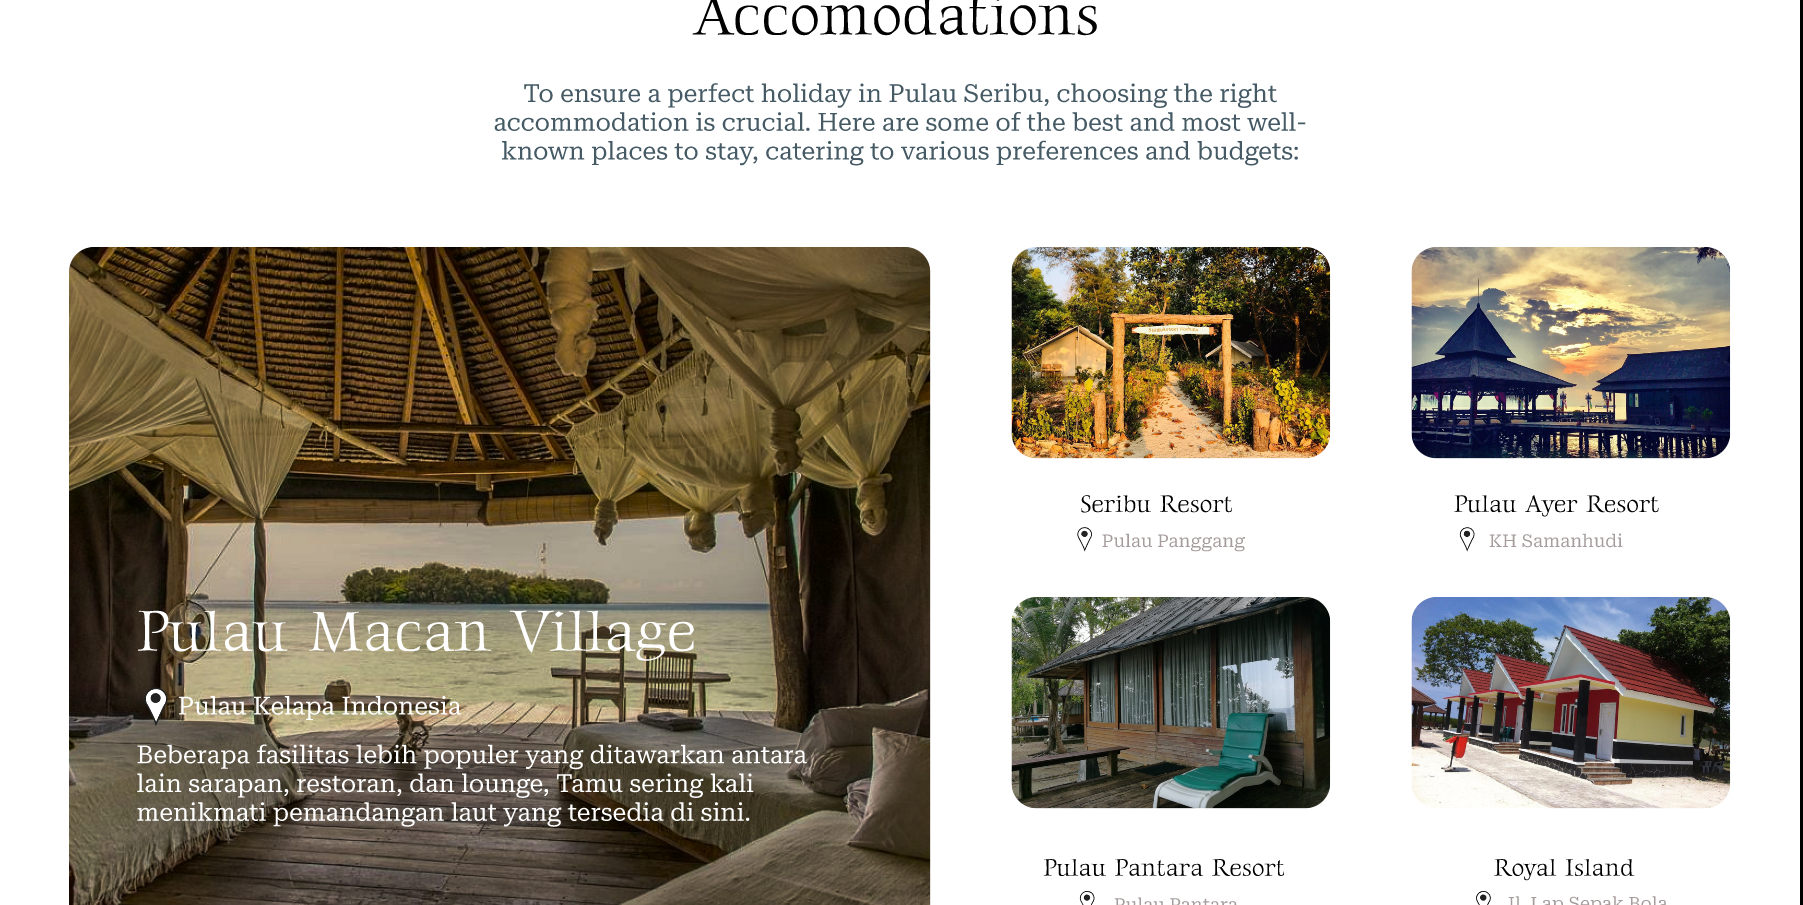 Accomodations
To ensure a perfect holiday in Pulau Seribu, choosing the right
accommodation is crucial. Here are some of the best and most well-
known places to stay, catering to various preferences and budgets:
Pulau Macan Village
Pulau Kelapa Indonesia
Beberapa fasilitas lebih populer yang ditawarkan antara
lain sarapan, restoran, dan lounge, Tamu sering kali
menikmati pemandangan laut yang tersedia di sini.
Seribu Resort
Pulau Panggang
Pulau Ayer Resort
KH Samanhudi
Pulau Pantara Resort
Pulau Pantara
Royal Island
Jl. Lap Sepak Bola